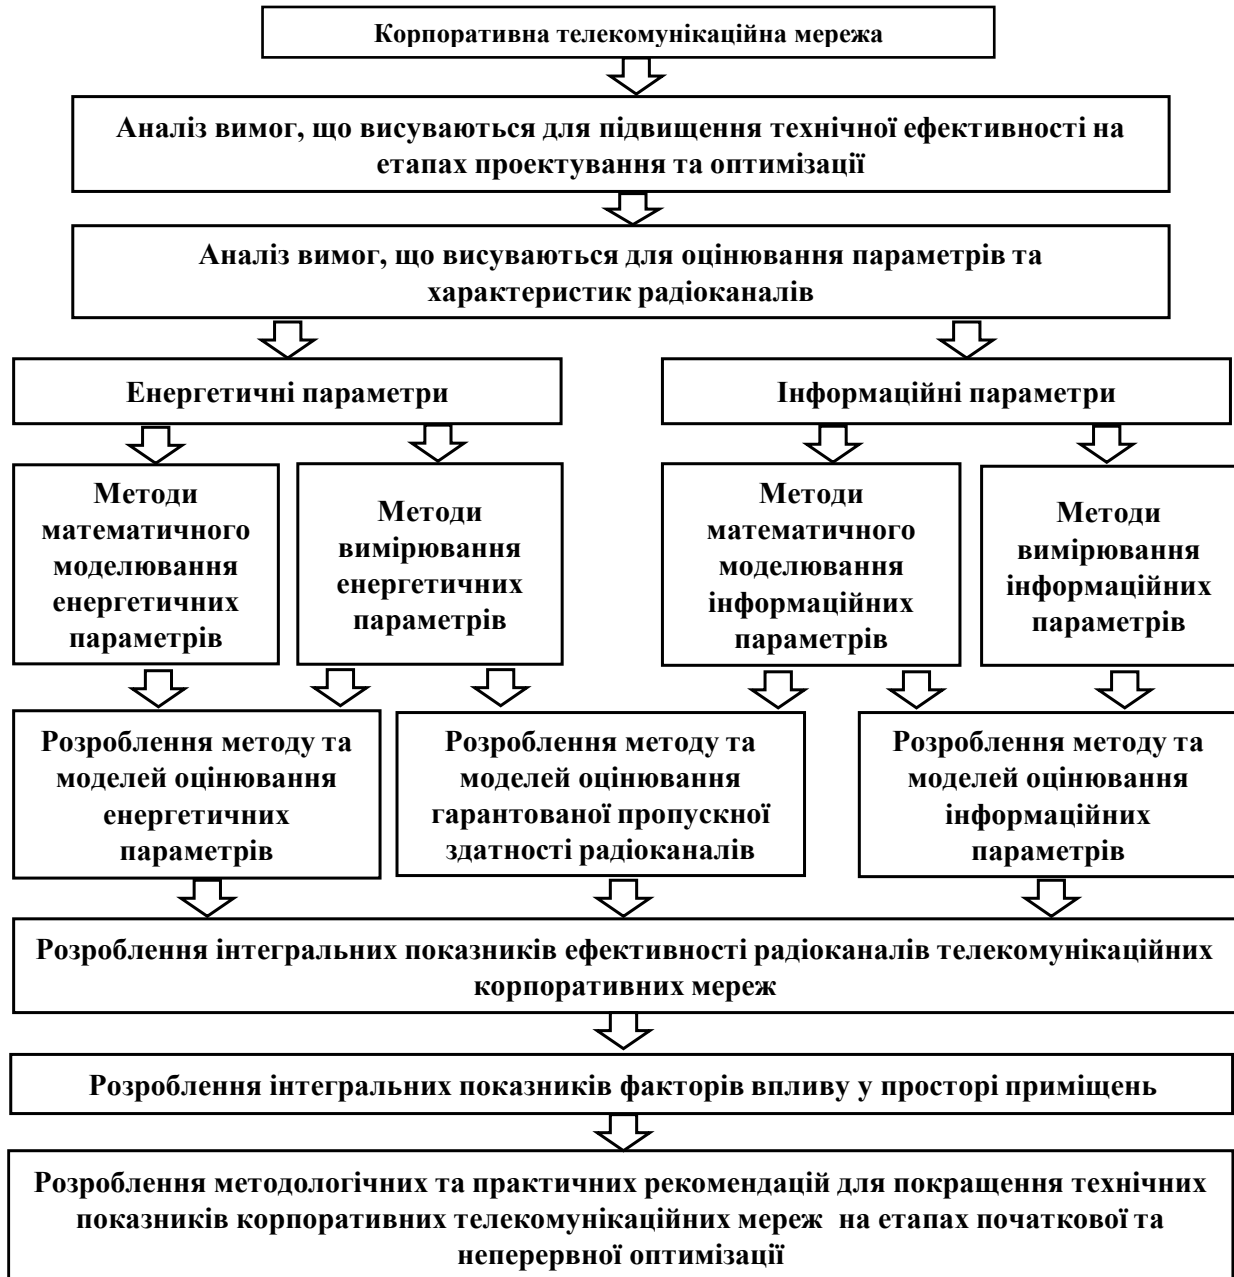 Корпоративна телекомунікаційна мережа
Аналіз вимог, що висуваються для підвищення технічної ефективності на
етапах проектування та оптимізації
Аналіз вимог, що висуваються для оцінювання параметрів та
характеристик радіоканалів
Енергетичні параметри
Інформаційні параметри
Методи
математичного
моделювання
енергетичних
параметрів
Методи
вимірювання
енергетичних
параметрів
Методи
математичного
моделювання
інформаційних
параметрів
Методи
вимірювання
інформаційних
параметрів
Розроблення методу та
моделей оцінювання
енергетичних
параметрів
Розроблення методу та
моделей оцінювання
гарантованої пропускної
здатності радіоканалів
Розроблення методу та
моделей оцінювання
інформаційних
параметрів
Розроблення інтегральних показників ефективності радіоканалів телекомунікаційних
корпоративних мереж
Розроблення інтегральних показників факторів впливу у просторі приміщень
Розроблення методологічних та практичних рекомендацій для покращення технічних
показників корпоративних телекомунікаційних мереж на етапах початкової та
неперервної оптимізації